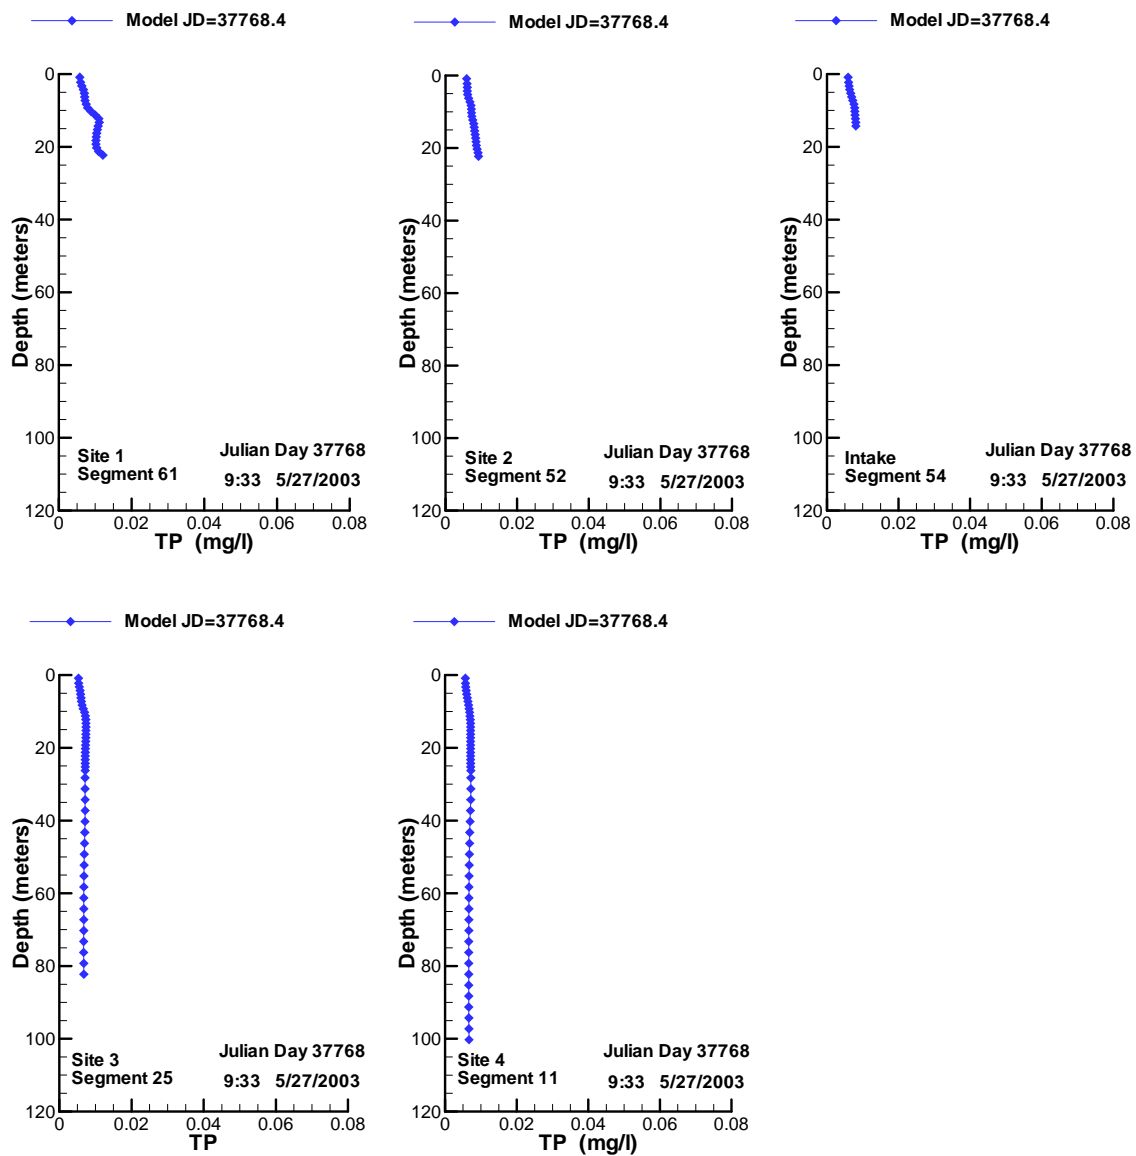 Model JD=37768.4
Model JD=37768.4
Model JD=37768.4
0
20
40
60
80
100
120
Depth (meters)
Site 1
Segment 61
Julian Day 37768
9:33 5/27/2003
0 0.02 0.04 0.06 0.08
TP (mg/l)
0
20
40
60
80
100
120
Depth (meters)
Site 2
Segment 52
Julian Day 37768
9:33 5/27/2003
0 0.02 0.04 0.06 0.08
TP (mg/l)
0
20
40
60
80
100
120
Depth (meters)
Intake
Segment 54
Julian Day 37768
9:33 5/27/2003
0 0.02 0.04 0.06 0.08
TP (mg/l)
Model JD=37768.4
Model JD=37768.4
0
20
40
60
80
100
120
Depth (meters)
Site 3
Segment 25
Julian Day 37768
9:33 5/27/2003
0 0.02 0.04 0.06 0.08
TP
0
20
40
60
80
100
120
Depth (meters)
Site 4
Segment 11
Julian Day 37768
9:33 5/27/2003
0 0.02 0.04 0.06 0.08
TP (mg/l)